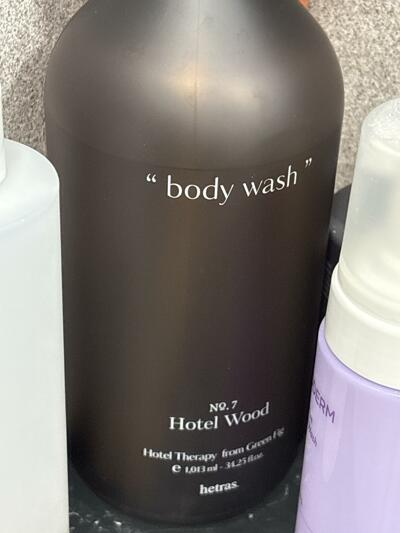 “ body wash ”
№. 7
Hotel Wood
Hotel Therapy from Green Fig
℮ 1,013 ml - 34.25 fl.oz.
hetras.
DERM